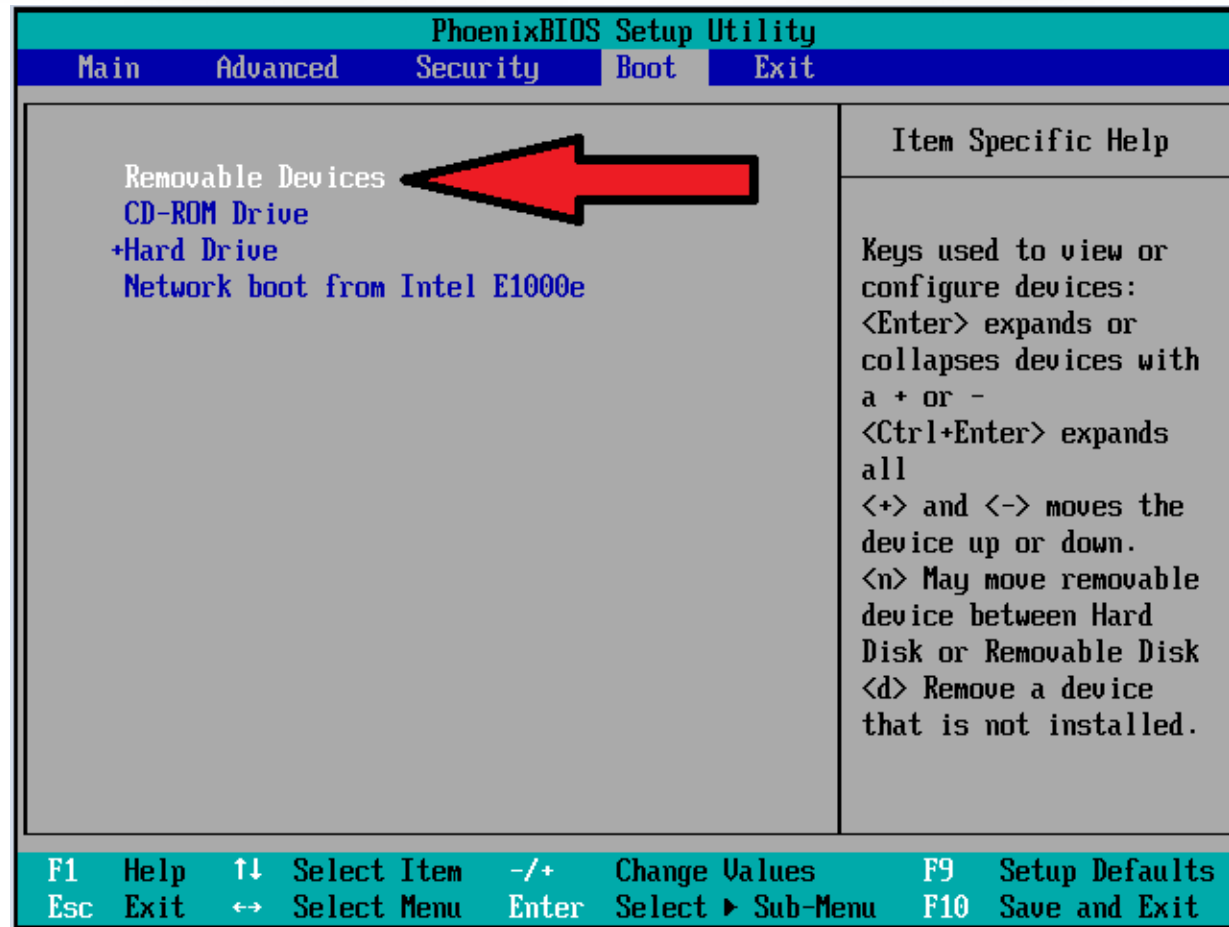 PhoenixBIOS Setup Utility
Main Advanced Security Boot Exit
Removable Devices
CD-ROM Drive
+Hard Drive
Network boot from Intel E1000e
Item Specific Help
Keys used to view or
configure devices:
<Enter> expands or
collapses devices with
a + or -
<Ctrl+Enter> expands
all
<+> and <-> moves the
device up or down.
<n> May move removable
device between Hard
Disk or Removable Disk
<d> Remove a device
that is not installed.
F1 Help ↑↓ Select Item -/+ Change Values F9 Setup Defaults
Esc Exit ↔ Select Menu Enter Select ▶ Sub-Menu F10 Save and Exit